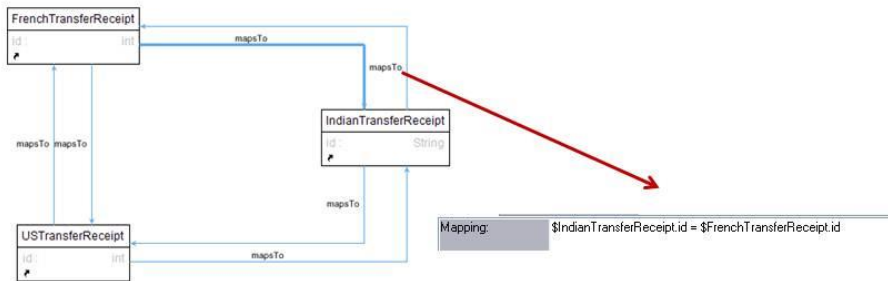 FrenchTransferReceipt
id : int
mapsTo
mapsTo
IndianTransferReceipt
id : String
mapsTo mapsTo
mapsTo
USTransferReceipt
id : int
mapsTo
Mapping: $IndianTransferReceipt.id = $FrenchTransferReceipt.id